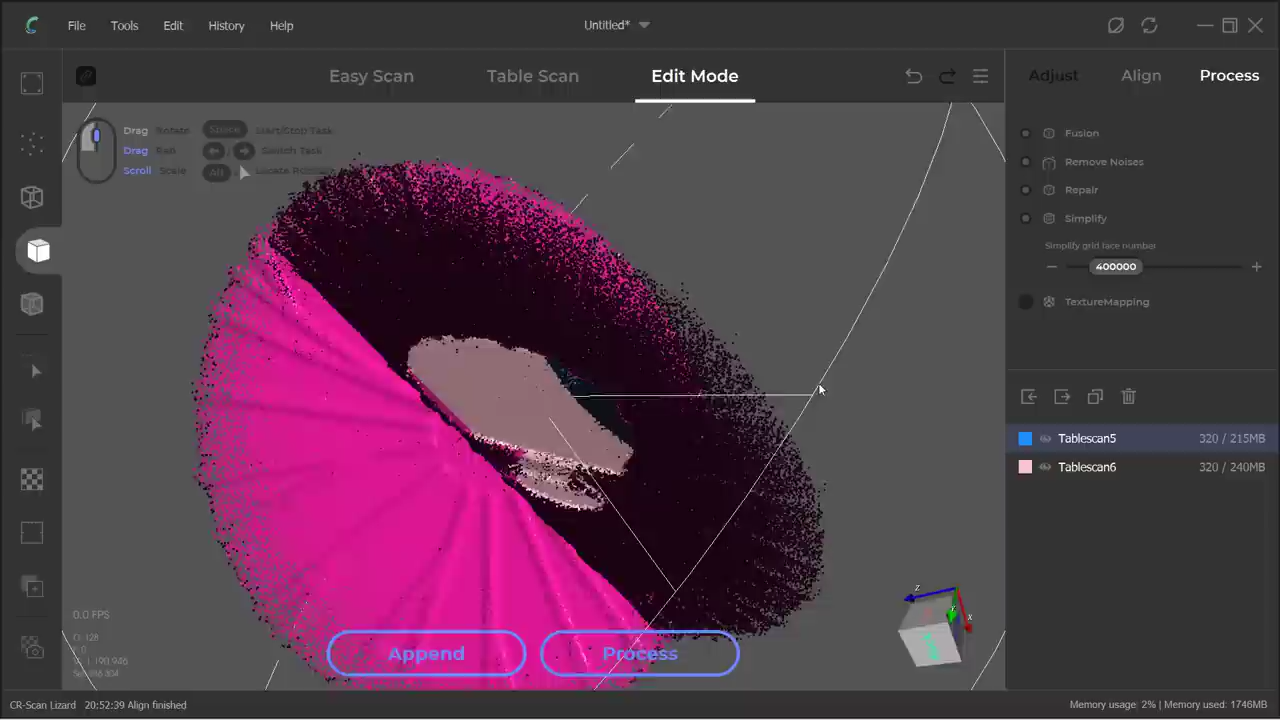 File Tools Edit History Help Untitled*
Easy Scan Table Scan Edit Mode
Adjust Align Process
Drag Rotate Space Start/Stop Task
Drag Pan / Switch Task
Scroll Scale Alt
Fusion
Remove Noises
Repair
Simplify
Simplify grid face number
− 400000 +
TextureMapping
Tablescan5 320 / 215MB
Tablescan6 320 / 240MB
0.0 FPS
O: 128
Append Process
z
x
CR-Scan Lizard 20:52:39 Align finished
Memory usage: 2% | Memory used: 1746MB